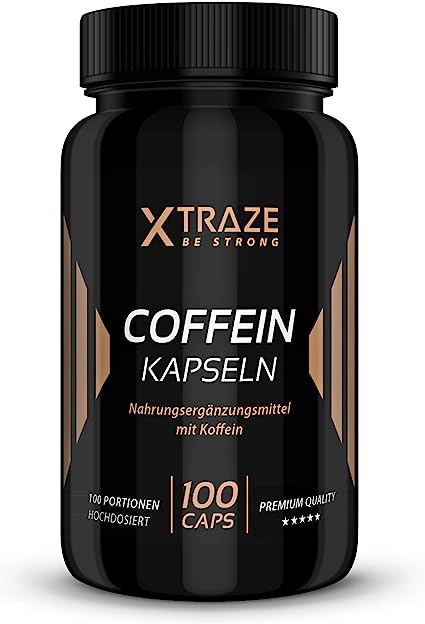 XTRAZE
BE STRONG
COFFEIN
KAPSELN
Nahrungsergänzungsmittel
mit Koffein
100 PORTIONEN
HOCHDOSIERT
100
CAPS
PREMIUM QUALITY
★★★★★